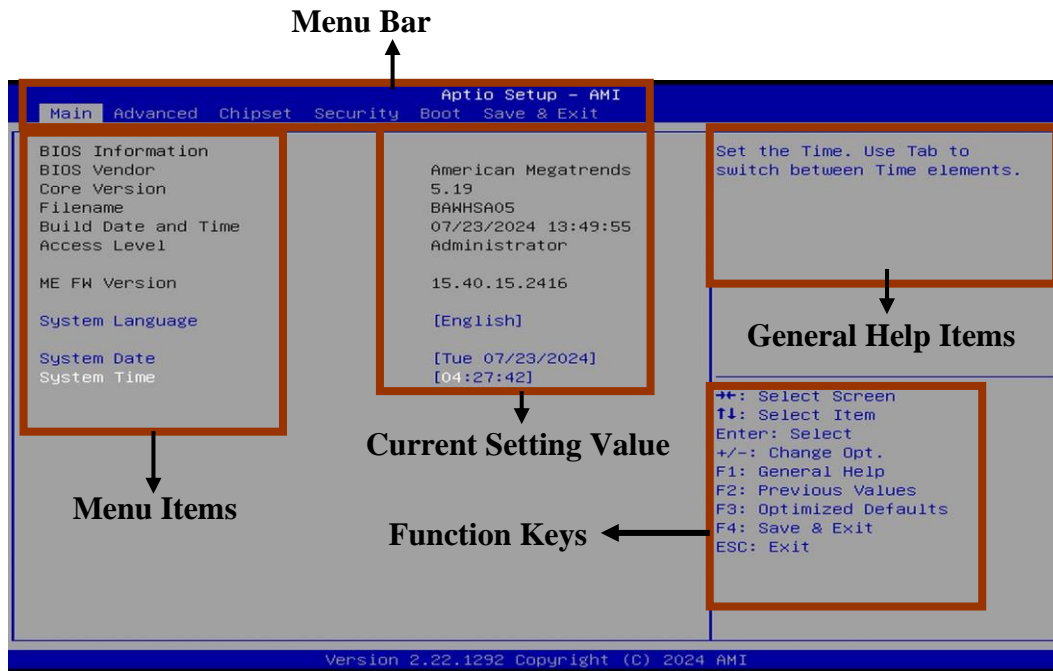 Menu Bar
Aptio Setup – AMI
Main Advanced Chipset Security Boot Save & Exit
BIOS Information
BIOS Vendor American Megatrends
Core Version 5.19
Filename BAWHSA05
Build Date and Time 07/23/2024 13:49:55
Access Level Administrator
ME FW Version 15.40.15.2416
System Language [English]
System Date [Tue 07/23/2024]
System Time [04:27:42]
Set the Time. Use Tab to
switch between Time elements.
General Help Items
Current Setting Value
Menu Items
Function Keys
→←: Select Screen
↑↓: Select Item
Enter: Select
+/-: Change Opt.
F1: General Help
F2: Previous Values
F3: Optimized Defaults
F4: Save & Exit
ESC: Exit
Version 2.22.1292 Copyright (C) 2024 AMI